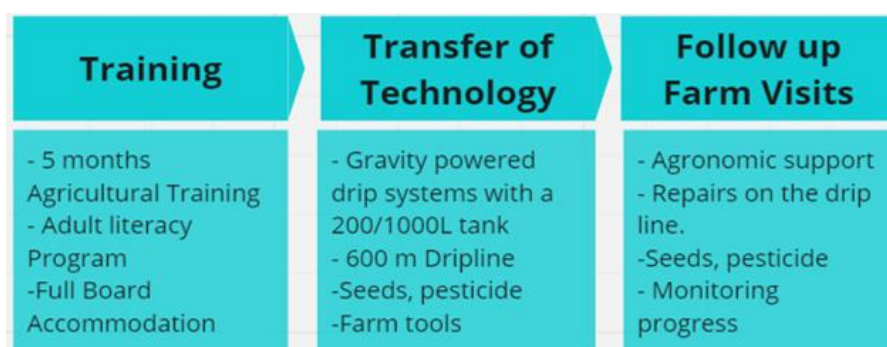 Training
- 5 months
Agricultural Training
- Adult literacy
Program
-Full Board
Accommodation
Transfer of
Technology
- Gravity powered
drip systems with a
200/1000L tank
- 600 m Dripline
-Seeds, pesticide
-Farm tools
Follow up
Farm Visits
- Agronomic support
- Repairs on the drip
line.
-Seeds, pesticide
- Monitoring
progress